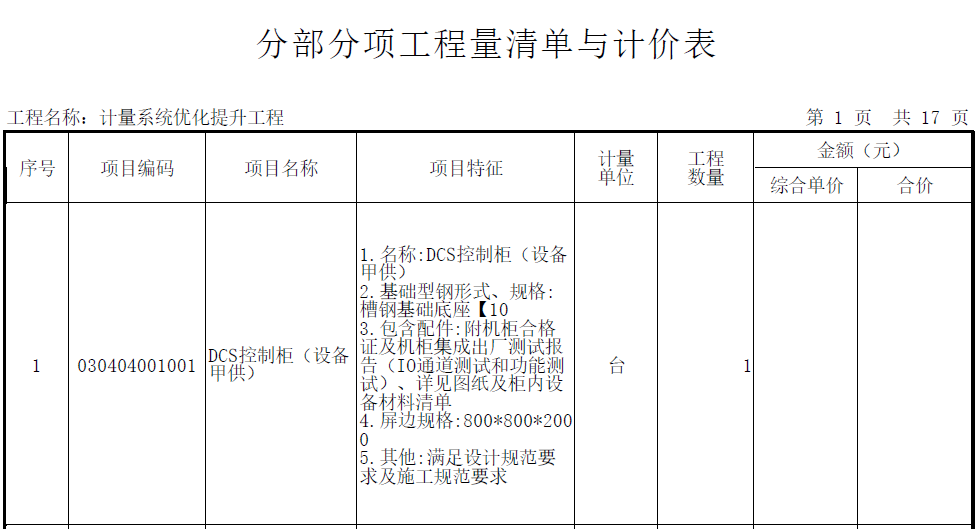 分部分项工程量清单与计价表
工程名称：计量系统优化提升工程
第 1 页 共 17 页
序号
项目编码
项目名称
项目特征
计量
单位
工程
数量
金额（元）
综合单价
合价
1
030404001001
DCS控制柜（设备
甲供）
1.名称:DCS控制柜（设备
甲供）
2.基础型钢形式、规格:
槽钢基础底座【10
3.包含配件:附机柜合格
证及机柜集成出厂测试报
告（IO通道测试和功能测
试）、详见图纸及柜内设
备材料清单
4.屏边规格:800*800*200
0
5.其他:满足设计规范要
求及施工规范要求
台
1